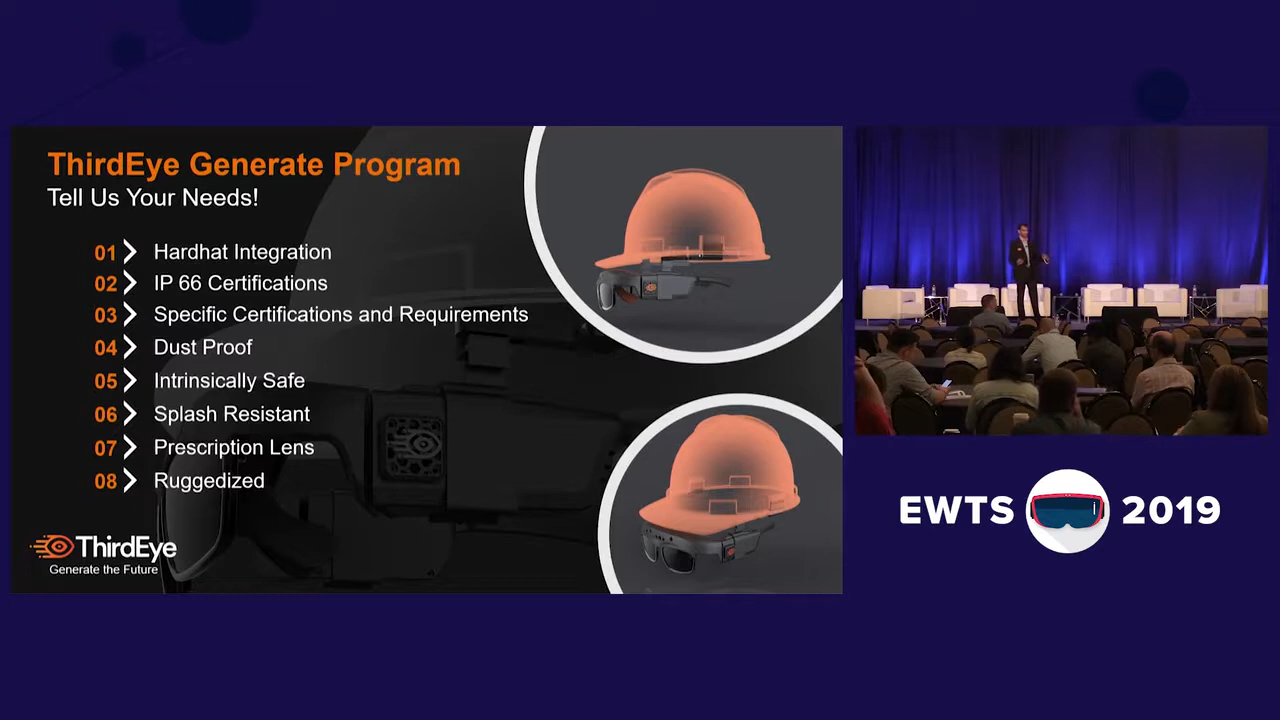 ThirdEye Generate Program
Tell Us Your Needs!
01 Hardhat Integration
02 IP 66 Certifications
03 Specific Certifications and Requirements
04 Dust Proof
05 Intrinsically Safe
06 Splash Resistant
07 Prescription Lens
08 Ruggedized
ThirdEye
Generate the Future
EWTS 2019